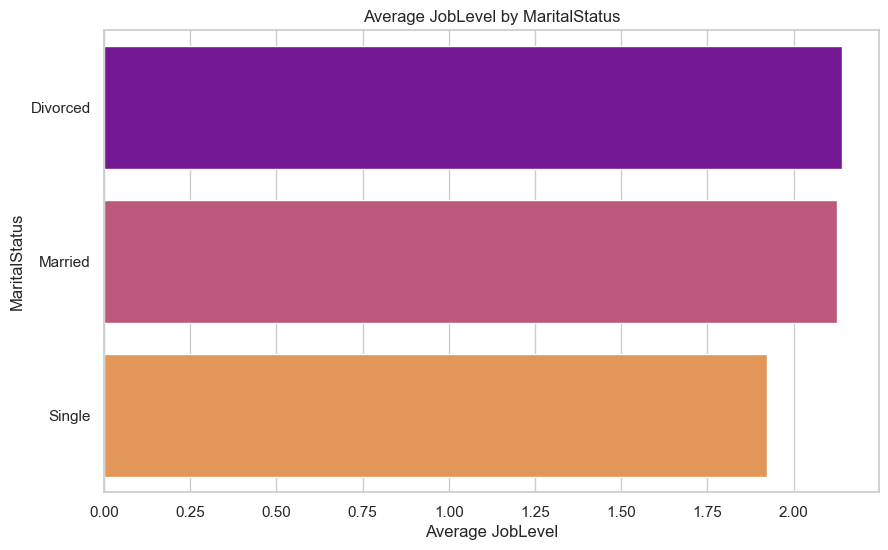 Average JobLevel by MaritalStatus
MaritalStatus
Divorced
Married
Single
0.00 0.25 0.50 0.75 1.00 1.25 1.50 1.75 2.00
Average JobLevel